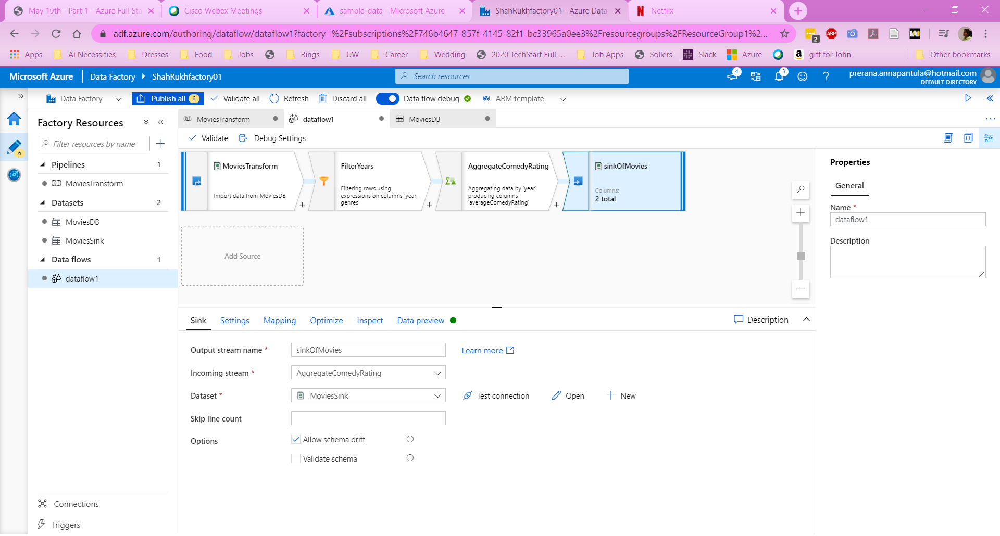 May 19th - Part 1 - Azure Full Sta
Cisco Webex Meetings
sample-data - Microsoft Azure
ShahRukhfactory01 - Azure Data
Netflix
adf.azure.com/authoring/dataflow/dataflow1?factory=%2Fsubscriptions%2F746b4647-857f-4145-82f1-bc33965a0ee3%2Fresourcegroups%2FResourceGroup1%2...
2
ABP
Apps
AI Necessities
Dresses
Food
Jobs
Rings
UW
Career
Wedding
2020 TechStart Full-...
Job Apps
Sollers
Slack
Azure
gift for John
Other bookmarks
Microsoft Azure
Data Factory
ShahRukhfactory01
Search resources
4
3
prerana.annapantula@hotmail.com
DEFAULT DIRECTORY
Data Factory
Publish all 6
Validate all
Refresh
Discard all
Data flow debug
ARM template
6
Factory Resources
Filter resources by name
Pipelines 1
MoviesTransform
Datasets 2
MoviesDB
MoviesSink
Data flows 1
dataflow1
Connections
Triggers
MoviesTransform
dataflow1
MoviesDB
Validate
Debug Settings
MoviesTransform
Import data from MoviesDB
+
FilterYears
Filtering rows using
expressions on columns 'year,
genres'
+
AggregateComedyRating
Aggregating data by 'year'
producing columns
'averageComedyRating'
+
sinkOfMovies
Columns:
2 total
Add Source
Properties
General
Name *
dataflow1
Description
Sink
Settings
Mapping
Optimize
Inspect
Data preview
Description
Output stream name *
sinkOfMovies
Learn more
Incoming stream *
AggregateComedyRating
Dataset *
MoviesSink
Test connection
Open
New
Skip line count
Options
Allow schema drift
Validate schema